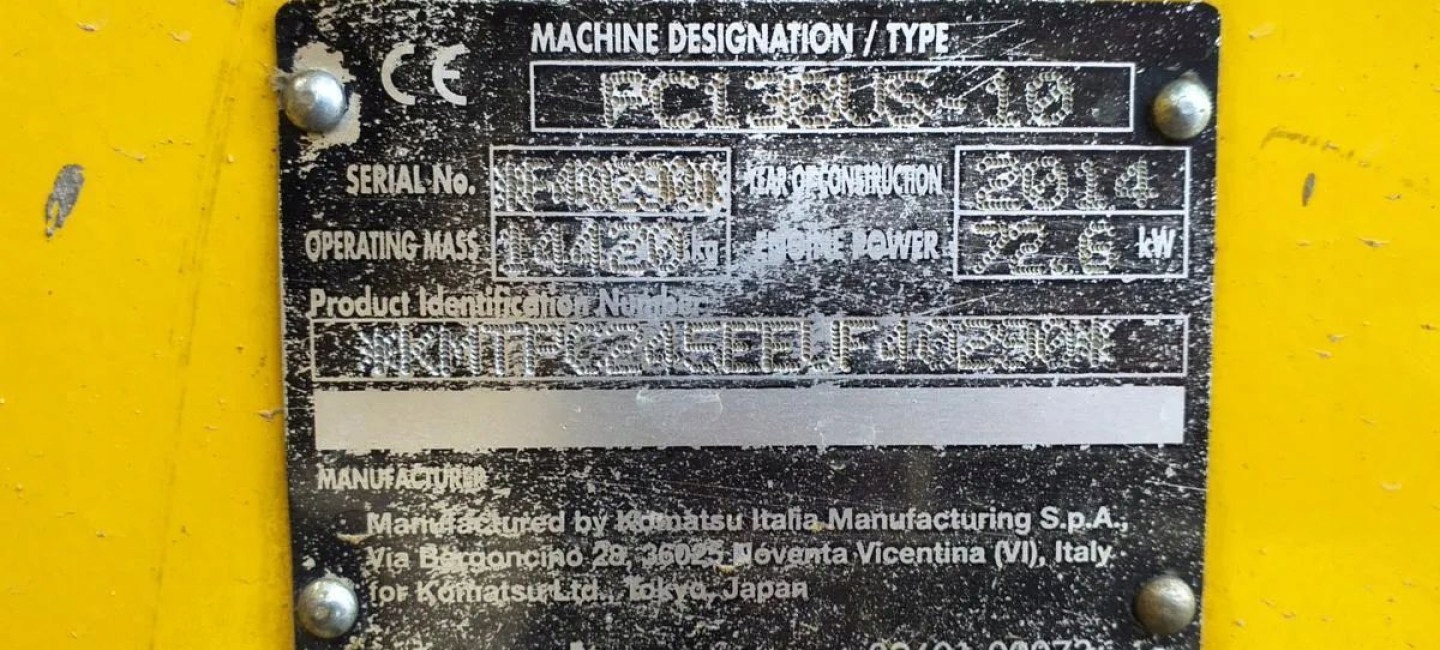 CE
MACHINE DESIGNATION / TYPE
PC138US-10
SERIAL No. YEAR OF CONSTRUCTION 2014
OPERATING MASS 14420 kg ENGINE POWER 72.6 kW
Product Identification Number
MANUFACTURER
Manufactured by Komatsu Italia Manufacturing S.p.A.,
Via Bergoncino 28, 36025 Noventa Vicentina (VI), Italy
for Komatsu Ltd., Tokyo, Japan